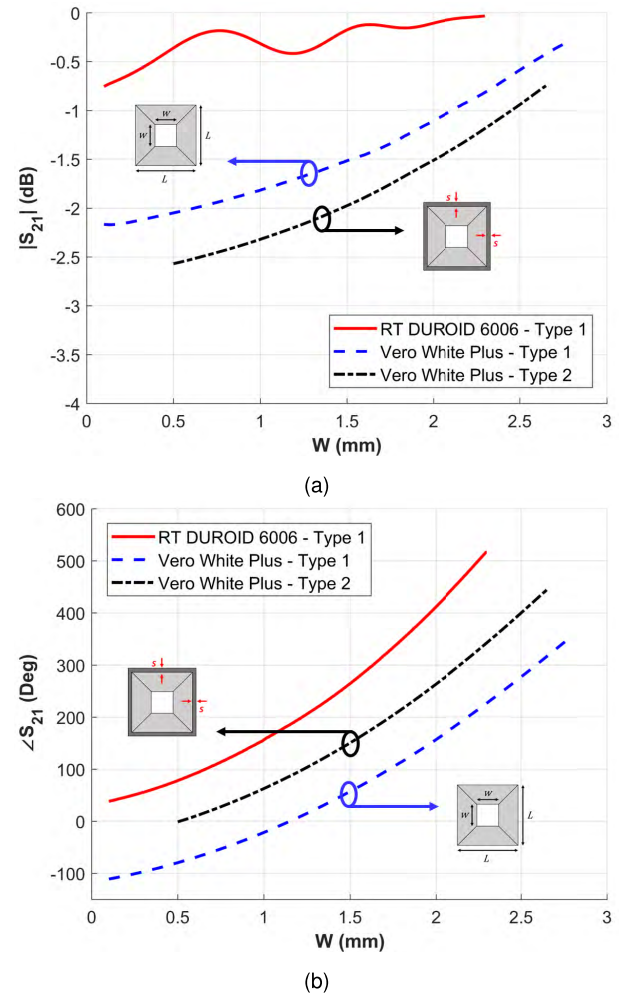 0
-0.5
-1
-1.5
-2
-2.5
-3
-3.5
-4
|S21| (dB)
W
W
L
L
s
s
RT DUROID 6006 - Type 1
Vero White Plus - Type 1
Vero White Plus - Type 2
0 0.5 1 1.5 2 2.5 3
W (mm)
(a)
600
500
400
300
200
100
0
-100
∠S21 (Deg)
RT DUROID 6006 - Type 1
Vero White Plus - Type 1
Vero White Plus - Type 2
s
s
W
W
L
L
0 0.5 1 1.5 2 2.5 3
W (mm)
(b)